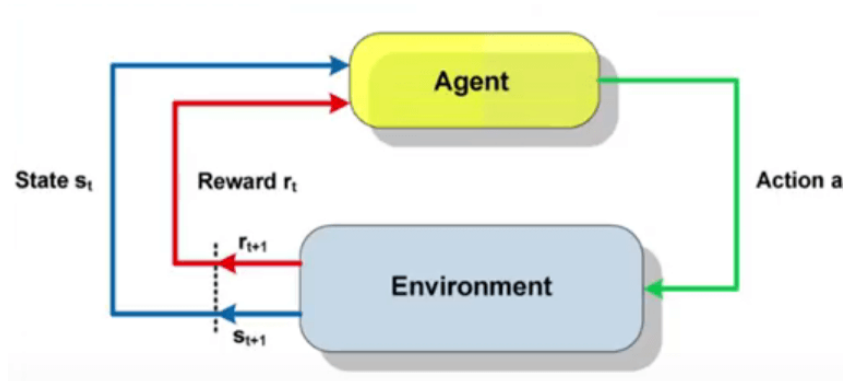 Agent
State sₜ
Reward rₜ
Action a
rₜ₊₁
Environment
sₜ₊₁